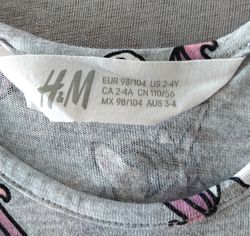 H&M
EUR 98/104 US 2-4Y
CA 2-4A CN 110/56
MX 98/104 AUS 3-4